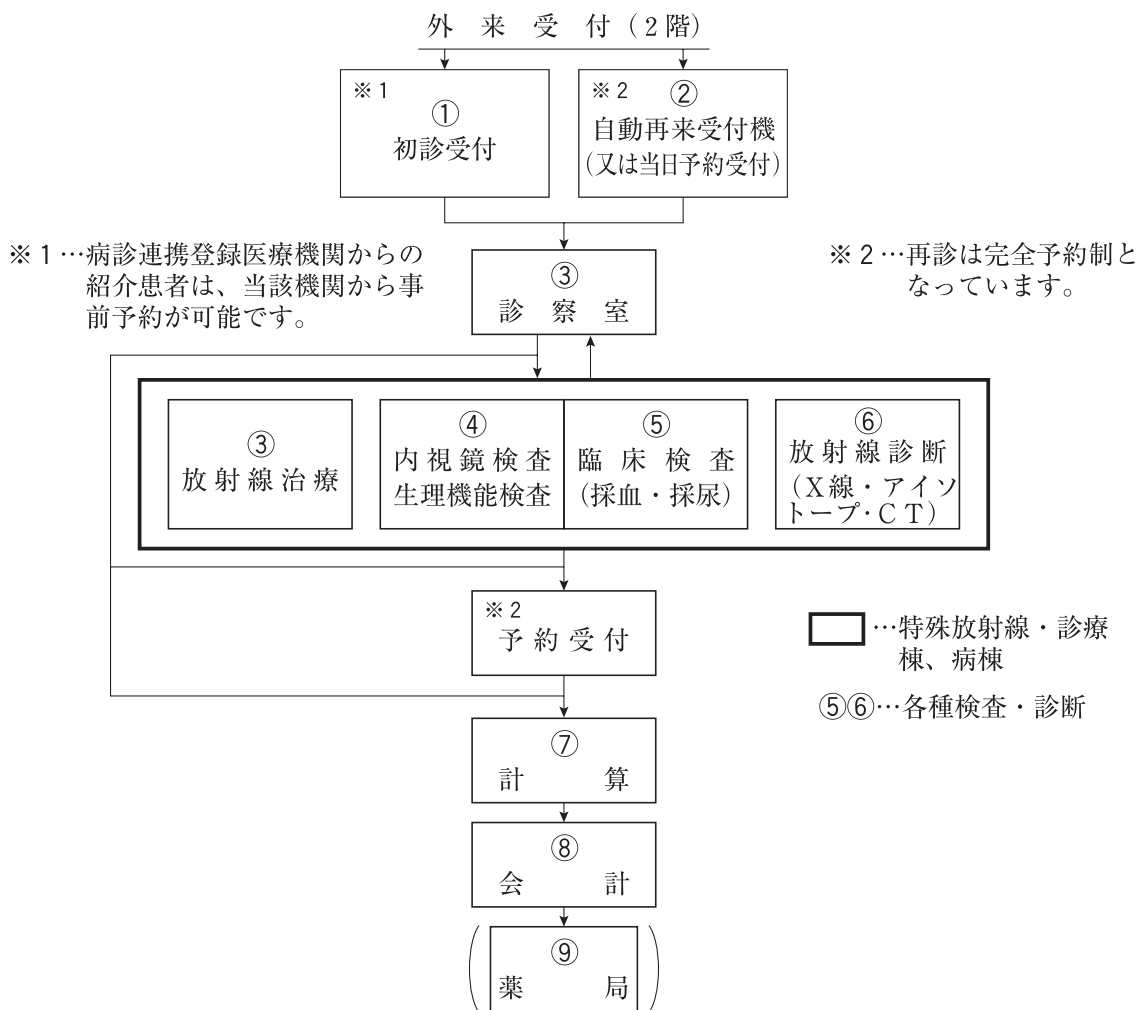 外来受付(2階)
※1
①
初診受付
※2
②
自動再来受付機
(又は当日予約受付)
※1…病診連携登録医療機関からの
紹介患者は、当該機関から事
前予約が可能です。
③
診察室
※2…再診は完全予約制と
なっています。
③
放射線治療
④
内視鏡検査
生理機能検査
⑤
臨床検査
(採血・採尿)
⑥
放射線診断
(X線・アイソ
トープ・CT)
※2
予約受付
…特殊放射線・診療
棟、病棟
⑤⑥…各種検査・診断
⑦
計算
⑧
会計
⑨
薬局